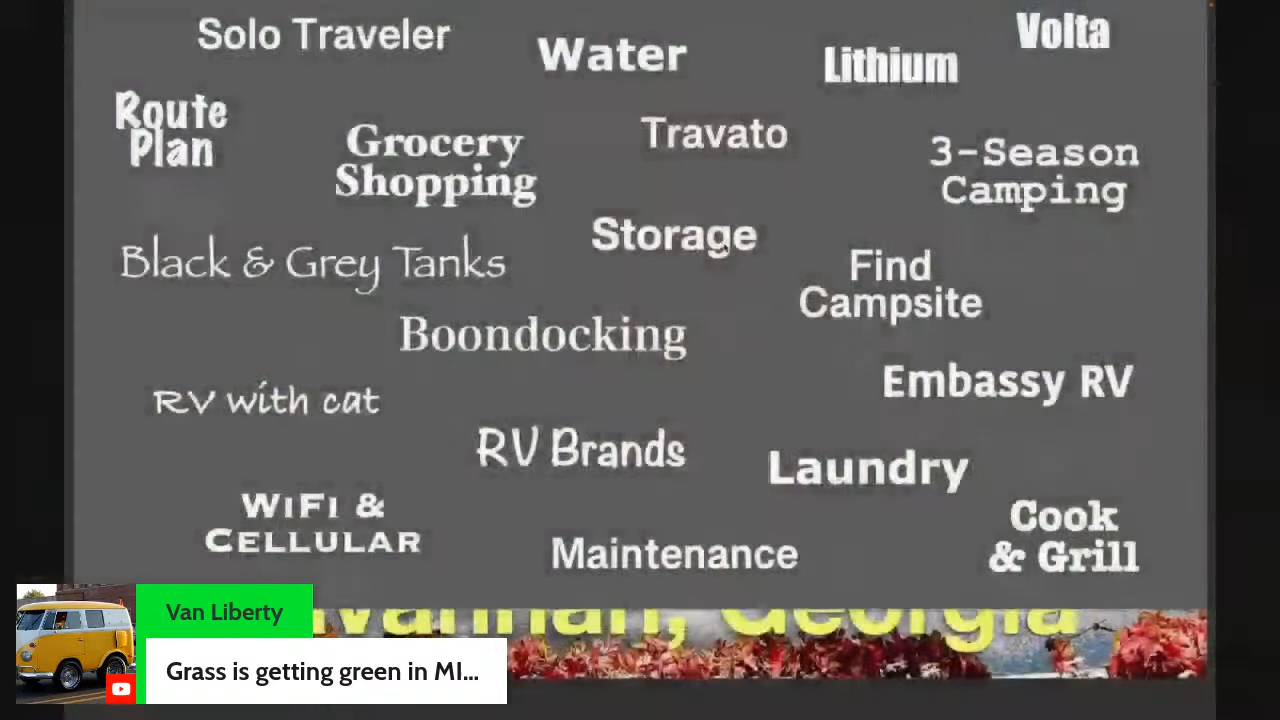 Solo Traveler
Water
Lithium
Volta
Route
Plan
Grocery
Shopping
Travato
3-Season
Camping
Storage
Black & Grey Tanks
Find
Campsite
Boondocking
Embassy RV
RV with cat
RV Brands
Laundry
WiFi &
Cellular
Maintenance
Cook
& Grill
Georgia
Van Liberty
Grass is getting green in MI...